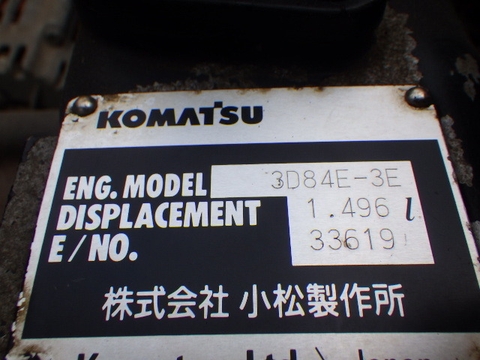 KOMATSU
ENG. MODEL 3D84E-3E
DISPLACEMENT 1.496 l
E/NO. 33619
株式会社 小松製作所